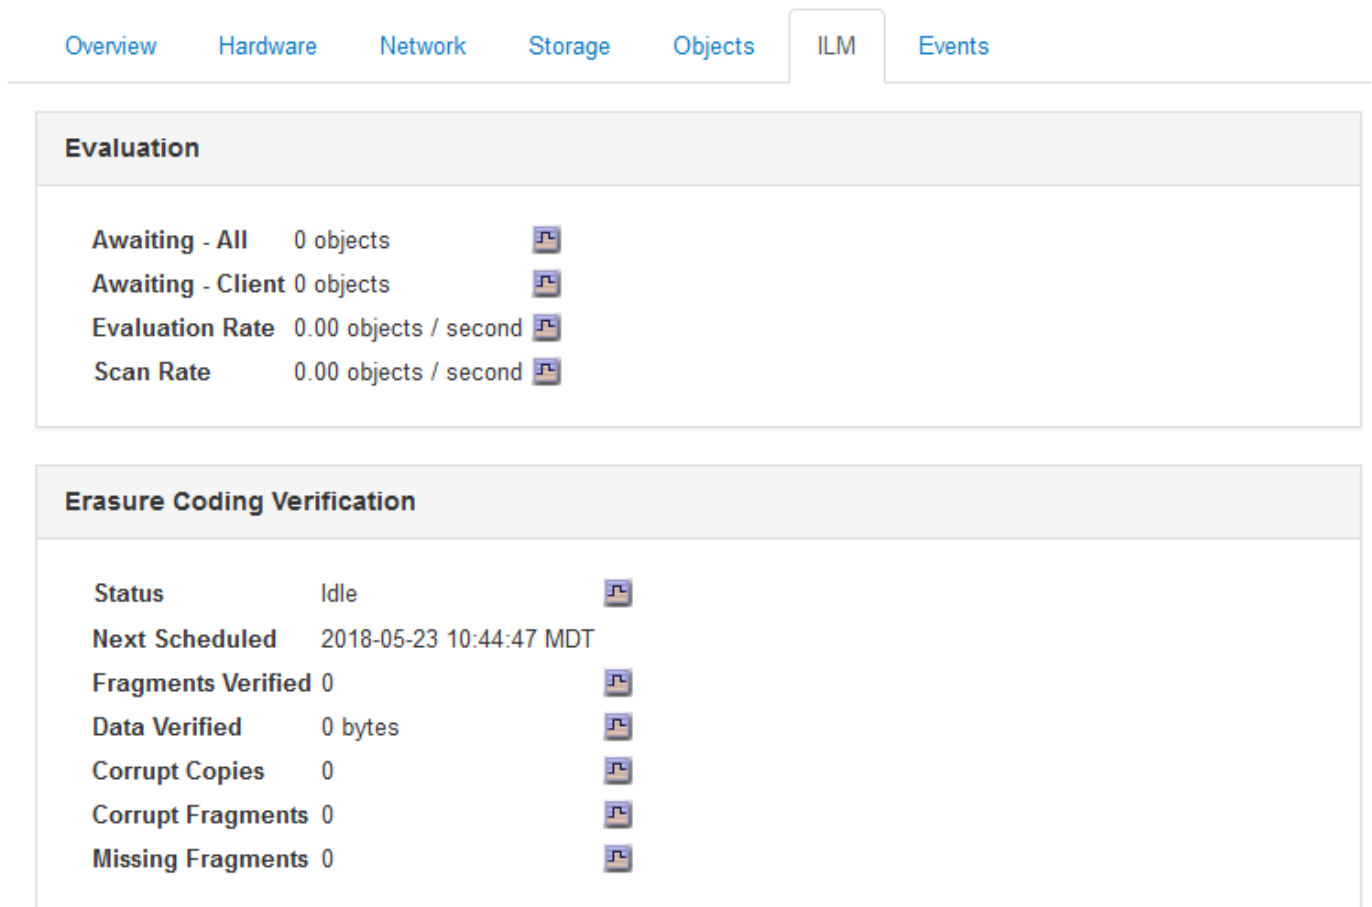 Overview Hardware Network Storage Objects ILM Events
Evaluation
Awaiting - All 0 objects
Awaiting - Client 0 objects
Evaluation Rate 0.00 objects / second
Scan Rate 0.00 objects / second
Erasure Coding Verification
Status Idle
Next Scheduled 2018-05-23 10:44:47 MDT
Fragments Verified 0
Data Verified 0 bytes
Corrupt Copies 0
Corrupt Fragments 0
Missing Fragments 0